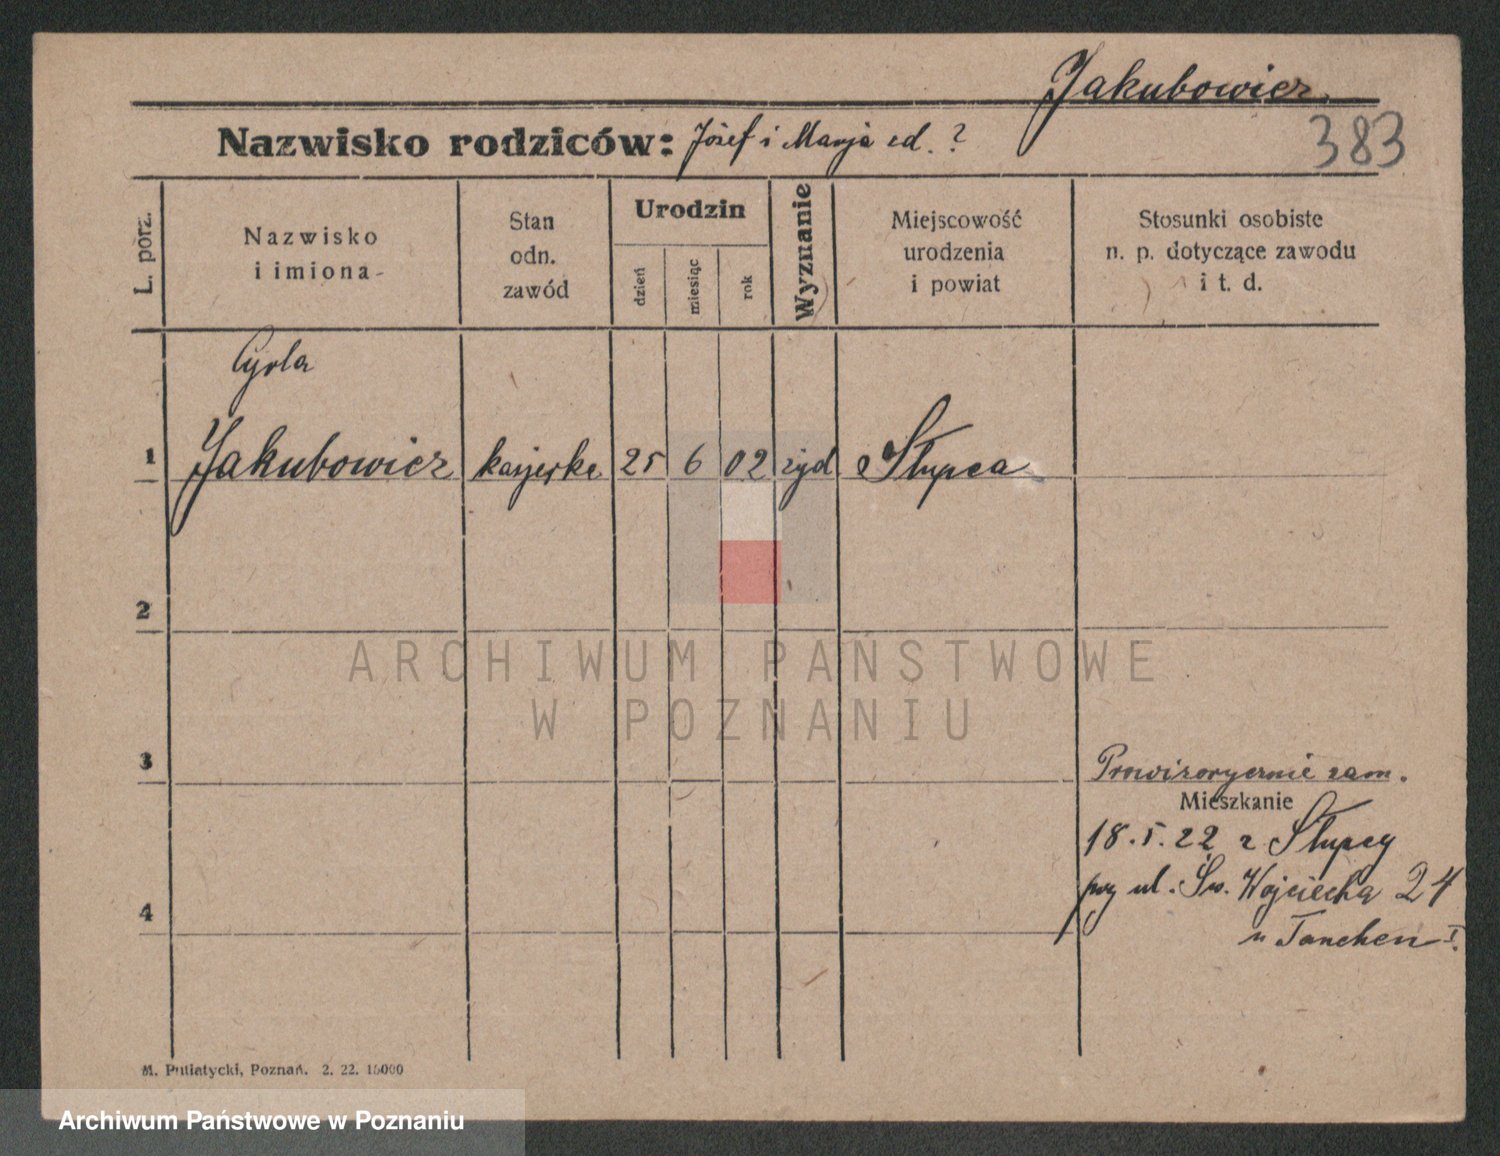 Jakubowicz
383
Nazwisko rodziców: Józef i Marja
L. porz.
Nazwisko
i imiona
Stan
odn.
zawód
Urodzin
dzień
miesiąc
rok
Wyznanie
Miejscowość
urodzenia
i powiat
Stosunki osobiste
n. p. dotyczące zawodu
i t. d.
Cyrla
1 Jakubowicz kasjerka 25 6 02 żyd Słupca
2
ARCHIWUM PAŃSTWOWE
W POZNANIU
3
Prowizorycznie zam.
Mieszkanie
18.5.22 z Słupcy
przy ul. Św. Wojciecha 24
4
u Tanchen I.
M. Putiatycki, Poznań. 2. 22. 15000
Archiwum Państwowe w Poznaniu